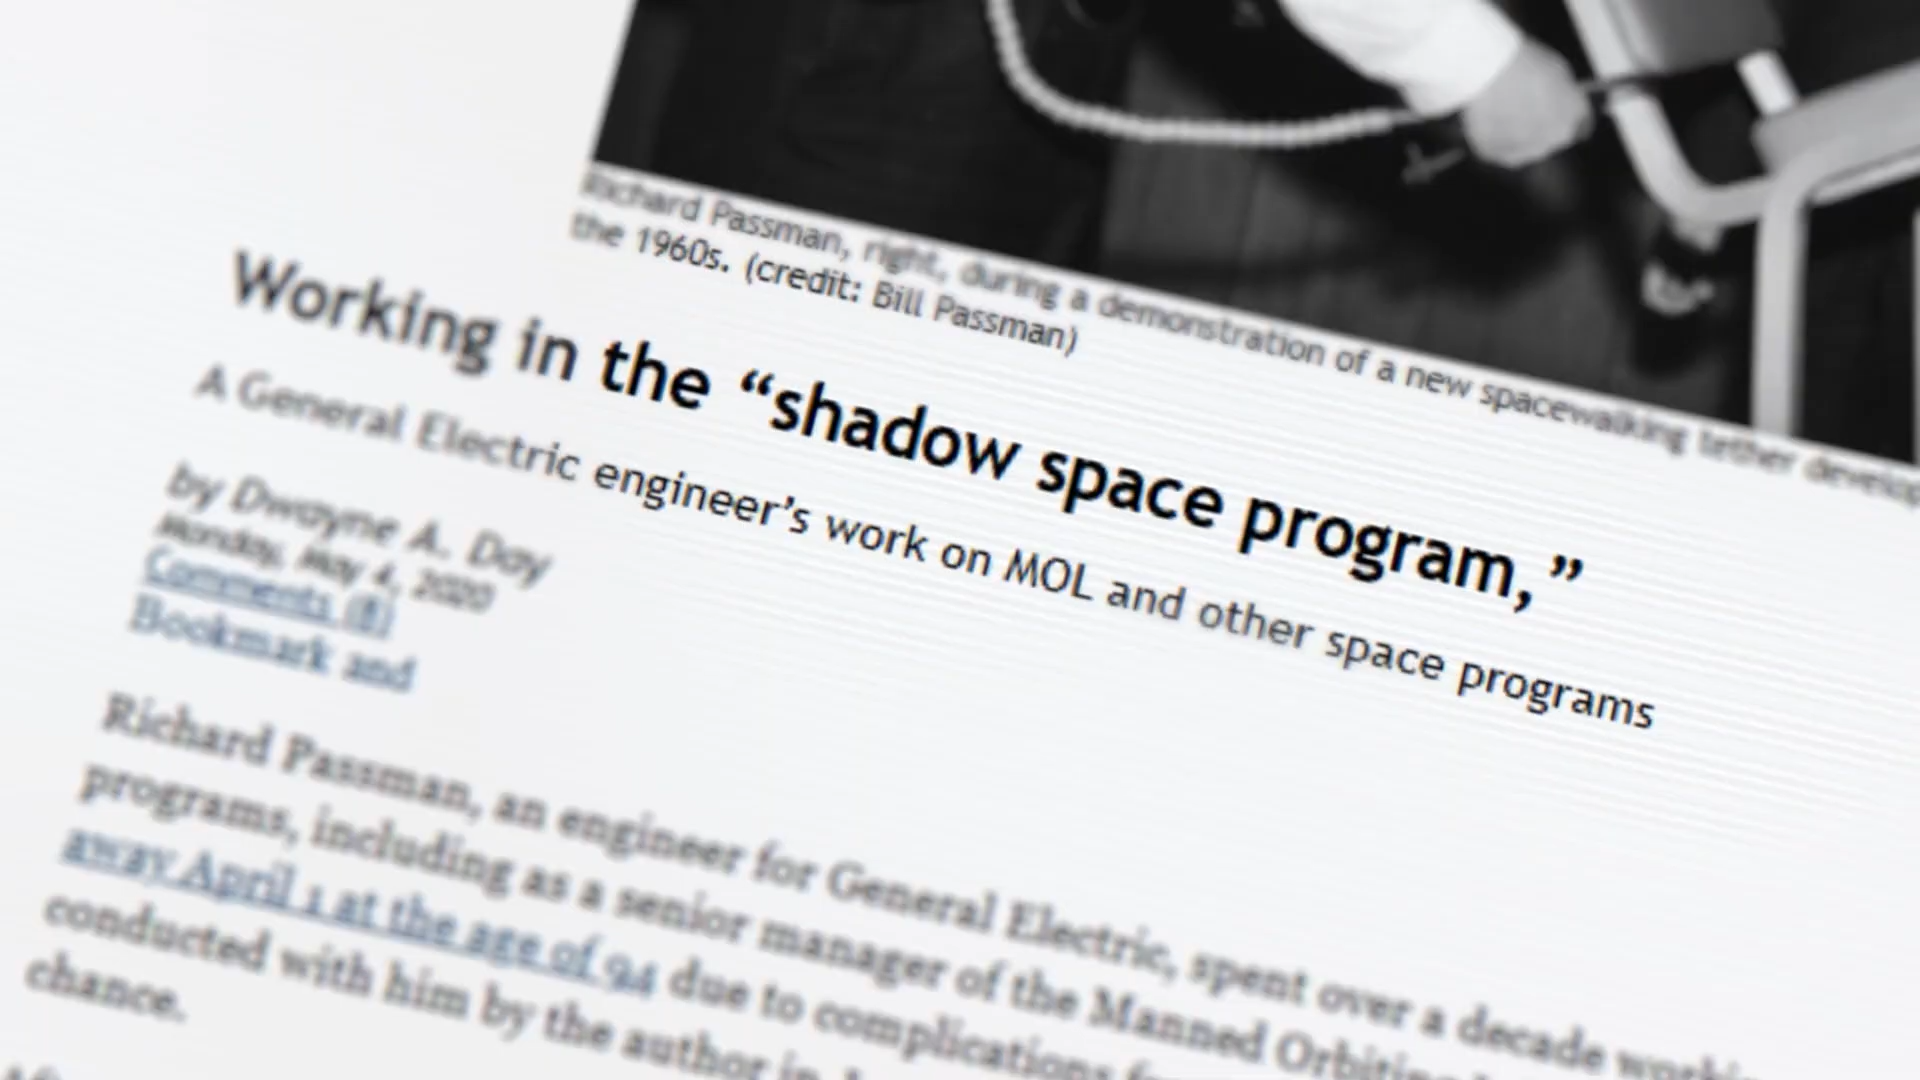 Richard Passman, right, during a demonstration of a new spacewalking tether
the 1960s. (credit: Bill Passman)
Working in the “shadow space program,”
A General Electric engineer’s work on MOL and other space programs
by Dwayne A. Day
Monday, May 4, 2020
Comments (8)
Bookmark and
Richard Passman, an engineer for General Electric, spent over a decade
programs, including as a senior manager of the Manned
away April 1 at the age of 94 due to complications
conducted with him by the author in
chance.